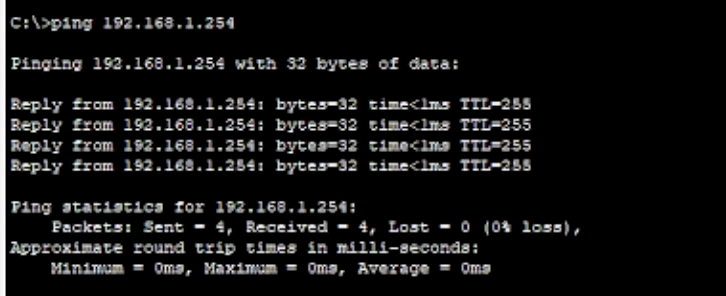 C:\>ping 192.168.1.254
Pinging 192.168.1.254 with 32 bytes of data:
Reply from 192.168.1.254: bytes=32 time<1ms TTL=255
Reply from 192.168.1.254: bytes=32 time<1ms TTL=255
Reply from 192.168.1.254: bytes=32 time<1ms TTL=255
Reply from 192.168.1.254: bytes=32 time<1ms TTL=255
Ping statistics for 192.168.1.254:
Packets: Sent = 4, Received = 4, Lost = 0 (0% loss),
Approximate round trip times in milli-seconds:
Minimum = 0ms, Maximum = 0ms, Average = 0ms